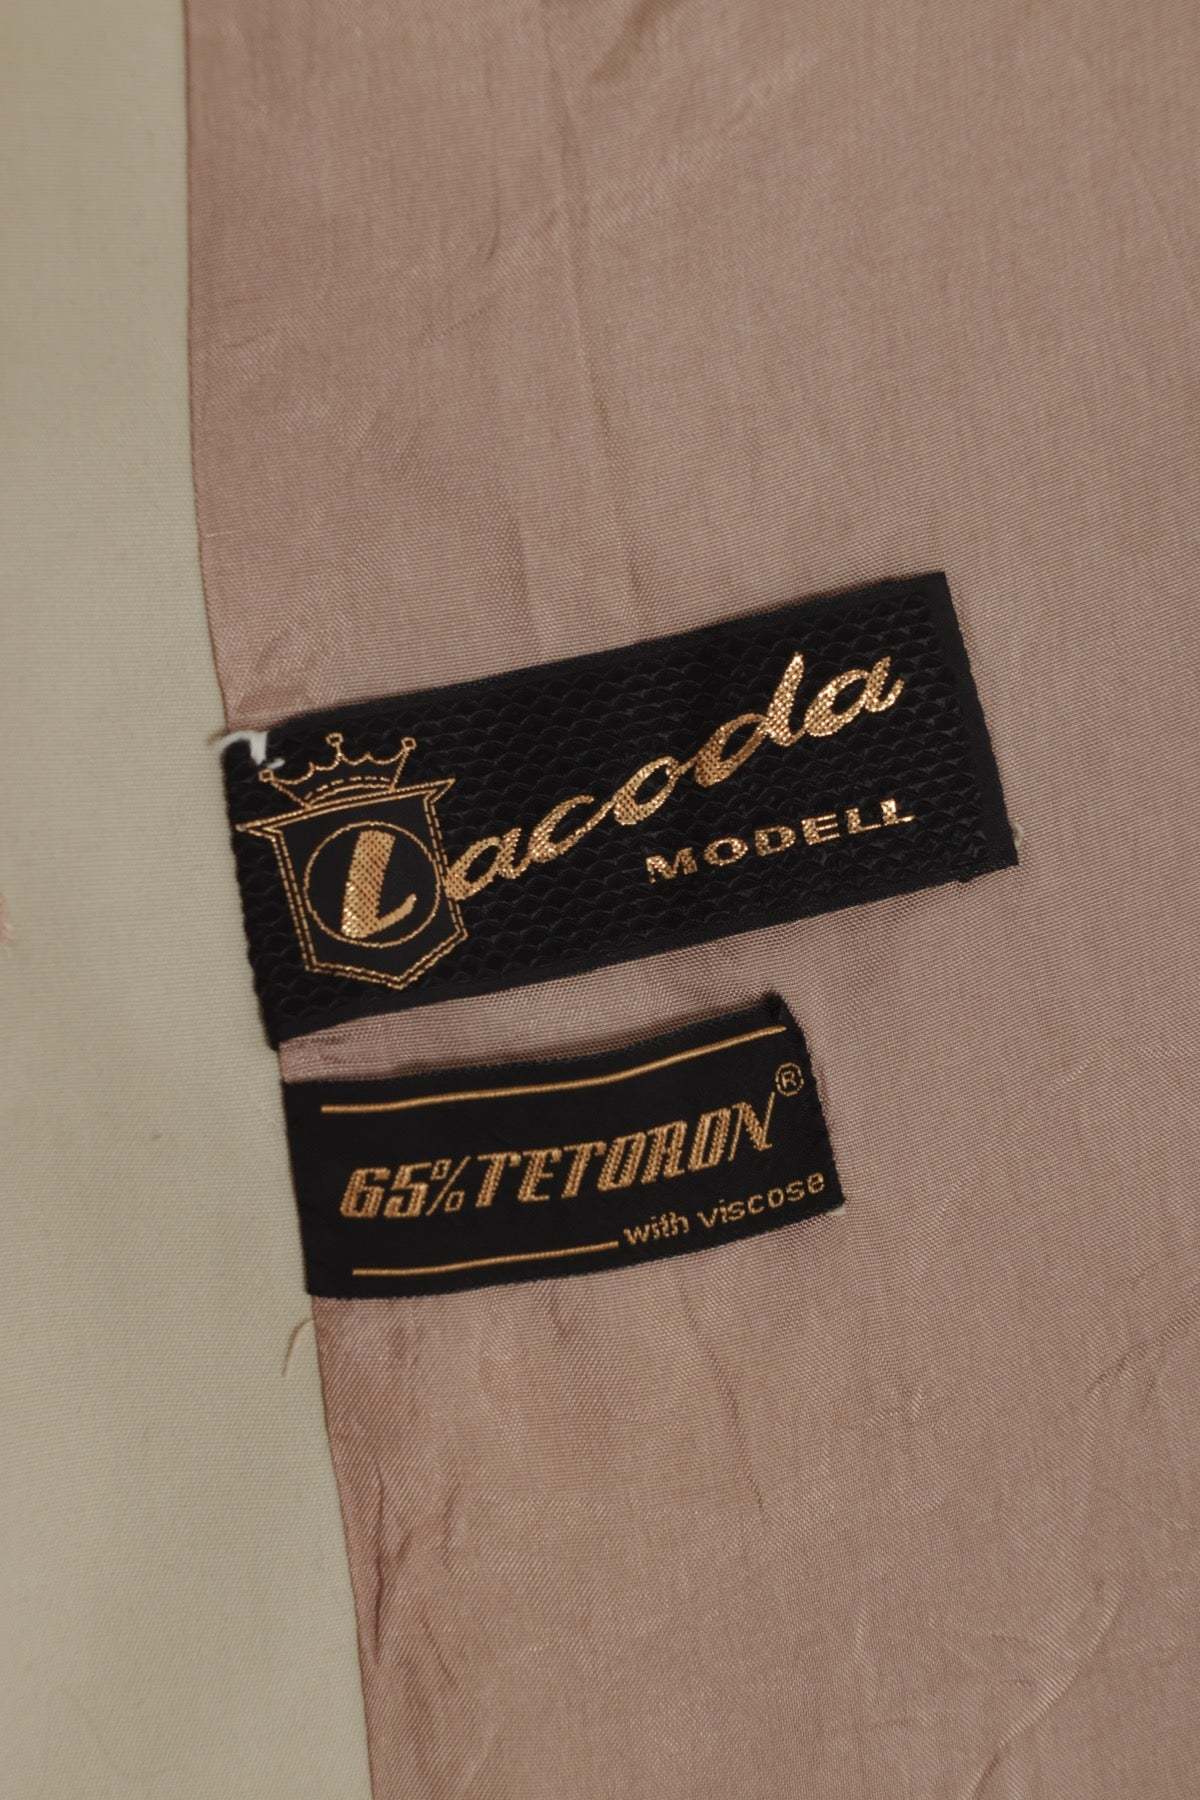 Lacoda
MODELL
65% TETORON®
with viscose